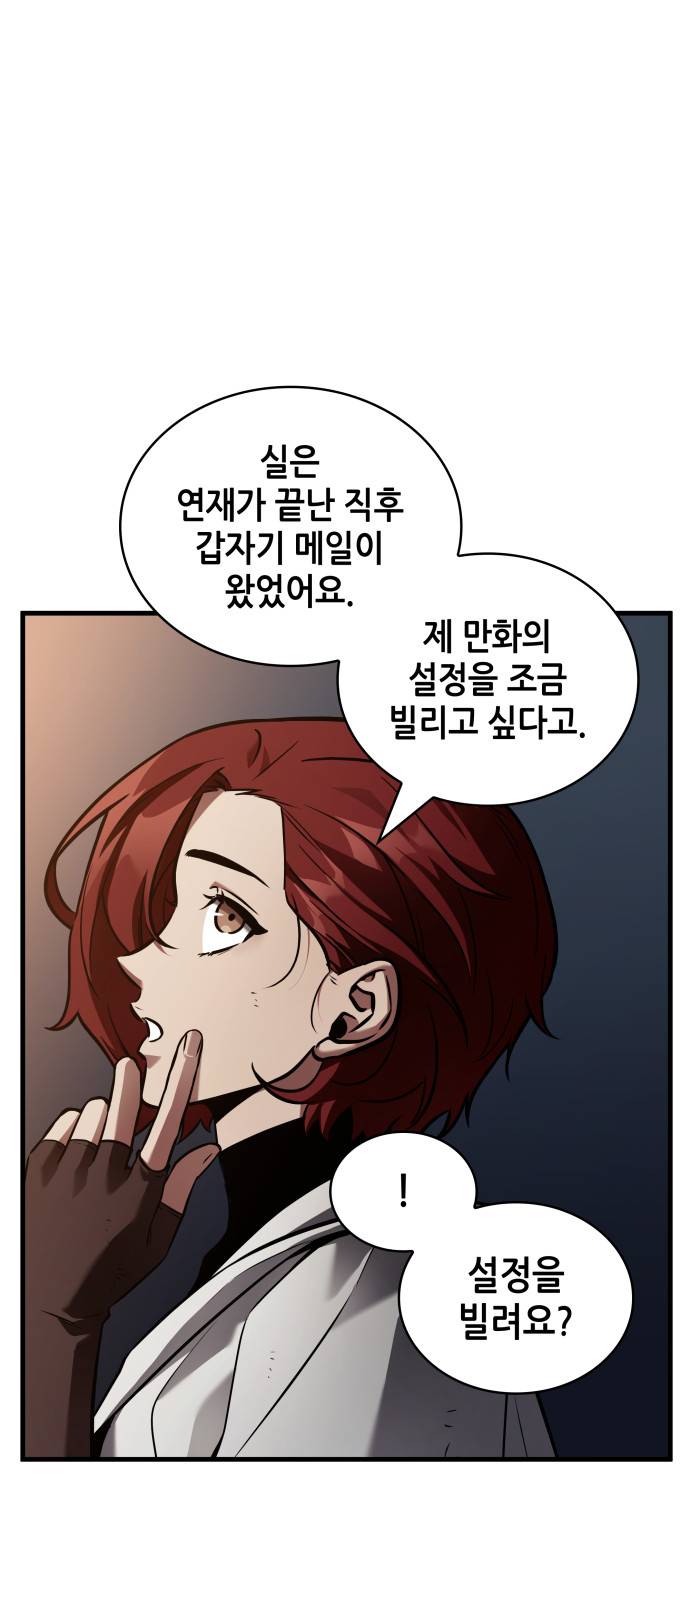 실은
연재가 끝난 직후
갑자기 메일이
왔었어요.
제 만화의
설정을 조금
빌리고 싶다고.
!
설정을
빌려요?